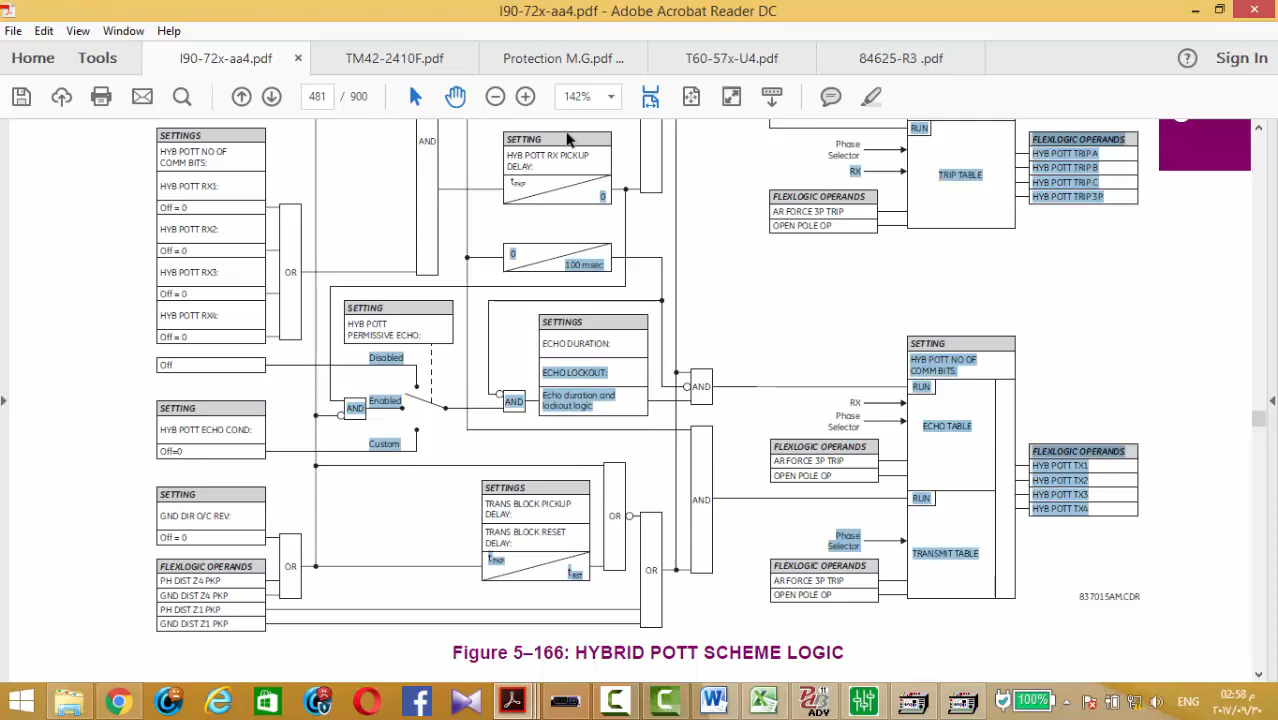 I90-72x-aa4.pdf - Adobe Acrobat Reader DC
File Edit View Window Help
Home Tools I90-72x-aa4.pdf × TM42-2410F.pdf Protection M.G.pdf ... T60-57x-U4.pdf 84625-R3 .pdf Sign In
481 / 900 142%
SETTINGS
HYB POTT NO OF
COMM BITS:
HYB POTT RX1:
Off = 0
HYB POTT RX2:
Off = 0
HYB POTT RX3:
Off = 0
HYB POTT RX4:
Off = 0
OR
AND
SETTING
HYB POTT RX PICKUP
DELAY:
tPKP
0
0
100 msec
RUN
Phase
Selector
RX
TRIP TABLE
FLEXLOGIC OPERANDS
AR FORCE 3P TRIP
OPEN POLE OP
FLEXLOGIC OPERANDS
HYB POTT TRIP A
HYB POTT TRIP B
HYB POTT TRIP C
HYB POTT TRIP 3P
Off
SETTING
HYB POTT
PERMISSIVE ECHO:
Disabled
Enabled
Custom
AND
SETTING
HYB POTT ECHO COND:
Off=0
AND
SETTINGS
ECHO DURATION:
ECHO LOCKOUT:
Echo duration and
lockout logic
AND
SETTING
HYB POTT NO OF
COMM BITS:
RUN
RX
Phase
Selector
ECHO TABLE
FLEXLOGIC OPERANDS
AR FORCE 3P TRIP
OPEN POLE OP
FLEXLOGIC OPERANDS
HYB POTT TX1
HYB POTT TX2
HYB POTT TX3
HYB POTT TX4
SETTING
GND DIR O/C REV:
Off = 0
FLEXLOGIC OPERANDS
PH DIST Z4 PKP
GND DIST Z4 PKP
PH DIST Z1 PKP
GND DIST Z1 PKP
OR
SETTINGS
TRANS BLOCK PICKUP
DELAY:
TRANS BLOCK RESET
DELAY:
tPKP
tRST
OR
OR
AND
RUN
Phase
Selector
TRANSMIT TABLE
FLEXLOGIC OPERANDS
AR FORCE 3P TRIP
OPEN POLE OP
837015AM.CDR
Figure 5–166: HYBRID POTT SCHEME LOGIC
100% ENG 02:58 م
٢٠١٧/٠٩/٣٠